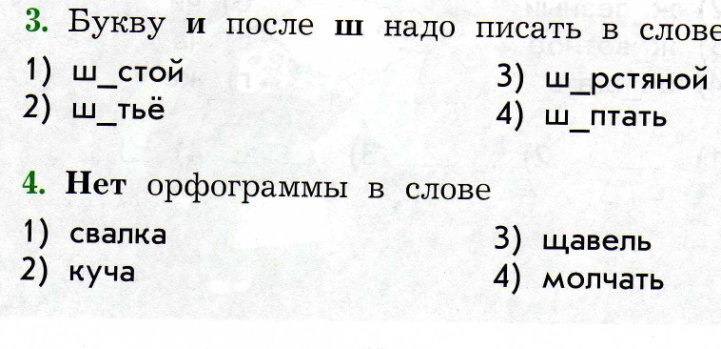 3. Букву и после ш надо писать в слове
1) ш_стой 3) ш_рстяной
2) ш_тьё 4) ш_птать
4. Нет орфограммы в слове
1) свалка 3) щавель
2) куча 4) молчать